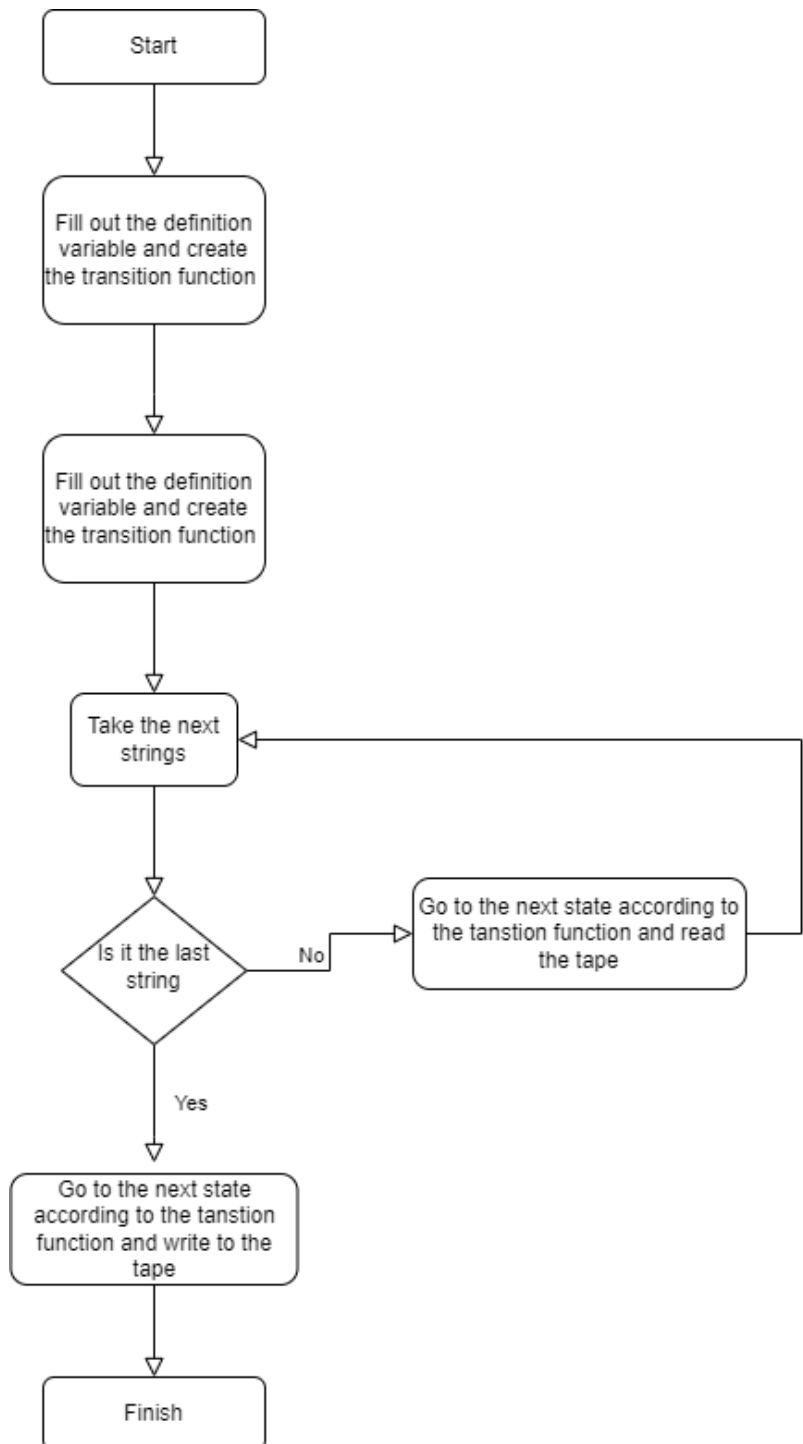 Start
Fill out the definition
variable and create
the transition function
Fill out the definition
variable and create
the transition function
Take the next
strings
Go to the next state according to
the tanstion function and read
the tape
Is it the last
string
No
Yes
Go to the next state
according to the tanstion
function and write to the
tape
Finish